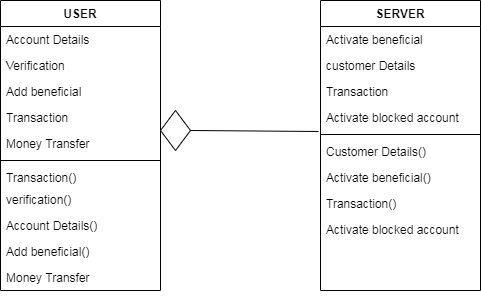 USER
Account Details
Verification
Add beneficial
Transaction
Money Transfer
Transaction()
verification()
Account Details()
Add beneficial()
Money Transfer
SERVER
Activate beneficial
customer Details
Transaction
Activate blocked account
Customer Details()
Activate beneficial()
Transaction()
Activate blocked account